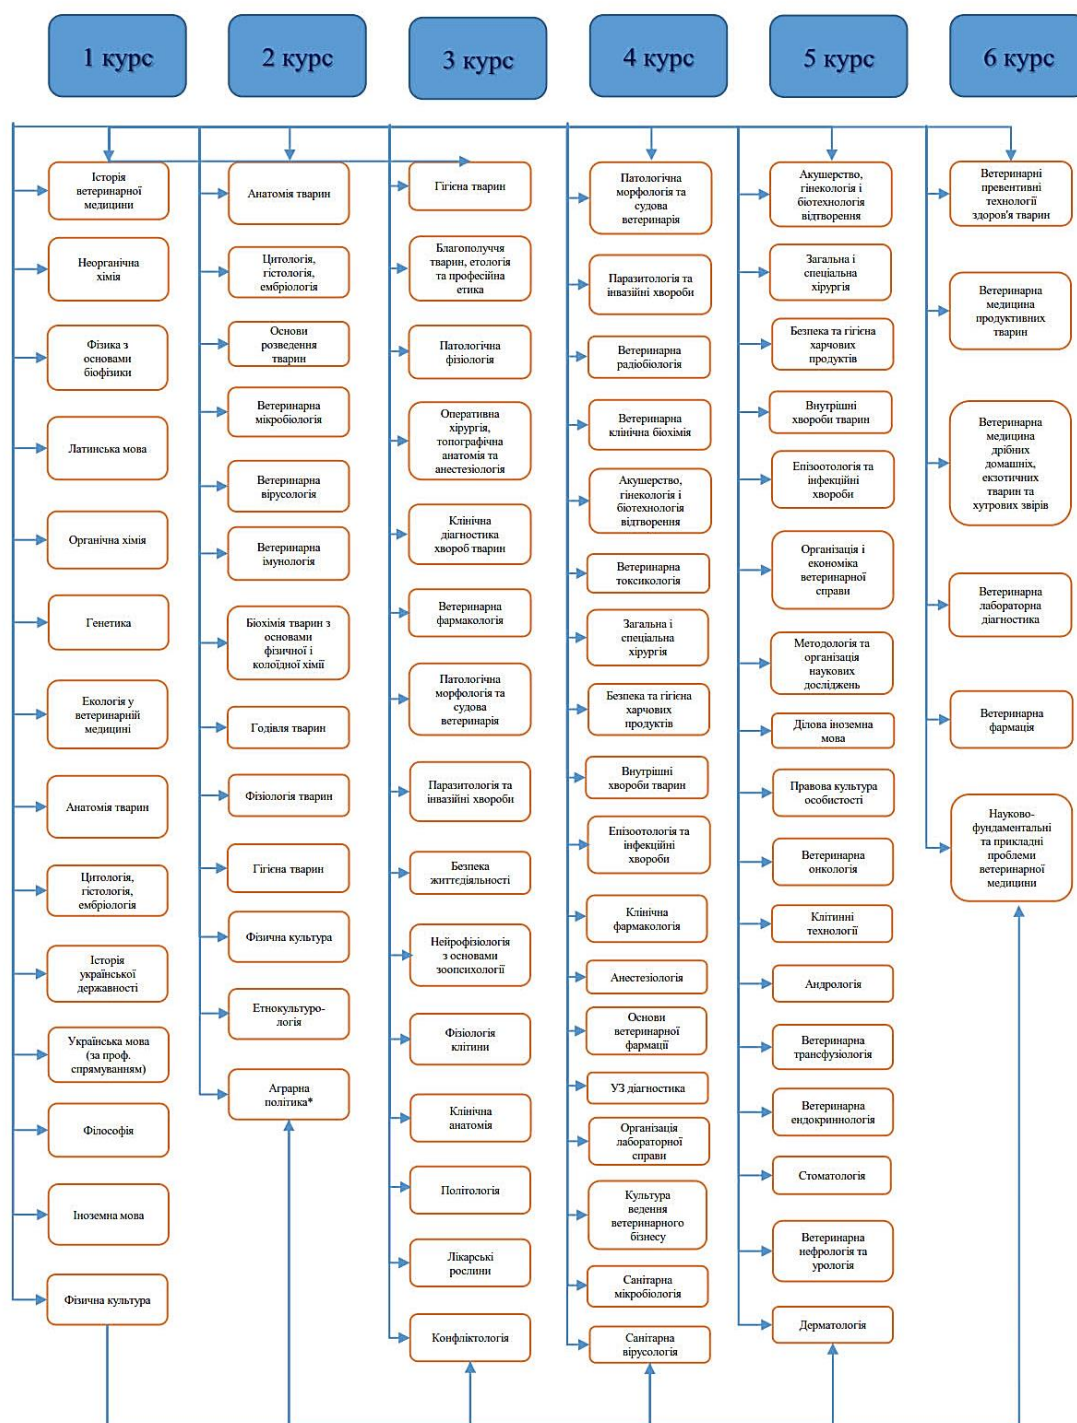 1 курс
2 курс
3 курс
4 курс
5 курс
6 курс
Історія
ветеринарної
медицини
Неорганічна
хімія
Фізика з
основами
біофізики
Латинська мова
Органічна хімія
Генетика
Екологія у
ветеринарній
медицині
Анатомія тварин
Цитологія,
гістологія,
ембріологія
Історія
української
державності
Українська мова
(за проф.
спрямуванням)
Філософія
Іноземна мова
Фізична культура
Анатомія тварин
Цитологія,
гістологія,
ембріологія
Основи
розведення
тварин
Ветеринарна
мікробіологія
Ветеринарна
вірусологія
Ветеринарна
імунологія
Біохімія тварин з
основами
фізичної і
колоїдної хімії
Годівля тварин
Фізіологія тварин
Гігієна тварин
Фізична культура
Етнокультуро-
логія
Аграрна
політика*
Гігієна тварин
Благополуччя
тварин, етологія
та професійна
етика
Патологічна
фізіологія
Оперативна
хірургія,
топографічна
анатомія та
анестезіологія
Клінічна
діагностика
хвороб тварин
Ветеринарна
фармакологія
Патологічна
морфологія та
судова
ветеринарія
Паразитологія та
інвазійні хвороби
Безпека
життєдіяльності
Нейрофізіологія
з основами
зоопсихології
Фізіологія
клітини
Клінічна
анатомія
Політологія
Лікарські
рослини
Конфліктологія
Патологічна
морфологія та
судова
ветеринарія
Паразитологія та
інвазійні хвороби
Ветеринарна
радіобіологія
Ветеринарна
клінічна біохімія
Акушерство,
гінекологія і
біотехнологія
відтворення
Ветеринарна
токсикологія
Загальна і
спеціальна
хірургія
Безпека та гігієна
харчових
продуктів
Внутрішні
хвороби тварин
Епізоотологія та
інфекційні
хвороби
Клінічна
фармакологія
Анестезіологія
Основи
ветеринарної
фармації
УЗ діагностика
Організація
лабораторної
справи
Культура
ведення
ветеринарного
бізнесу
Санітарна
мікробіологія
Санітарна
вірусологія
Акушерство,
гінекологія і
біотехнологія
відтворення
Загальна і
спеціальна
хірургія
Безпека та гігієна
харчових
продуктів
Внутрішні
хвороби тварин
Епізоотологія та
інфекційні
хвороби
Організація і
економіка
ветеринарної
справи
Методологія та
організація
наукових
досліджень
Ділова іноземна
мова
Правова культура
особистості
Ветеринарна
онкологія
Клітинні
технології
Андрологія
Ветеринарна
трансфузіологія
Ветеринарна
ендокриннологія
Стоматологія
Ветеринарна
нефрологія та
урологія
Дерматологія
Ветеринарні
превентивні
технології
здоров'я тварин
Ветеринарна
медицина
продуктивних
тварин
Ветеринарна
медицина
дрібних
домашніх,
екзотичних
тварин та
хутрових звірів
Ветеринарна
лабораторна
діагностика
Ветеринарна
фармація
Науково-
фундаментальні
та прикладні
проблеми
ветеринарної
медицини